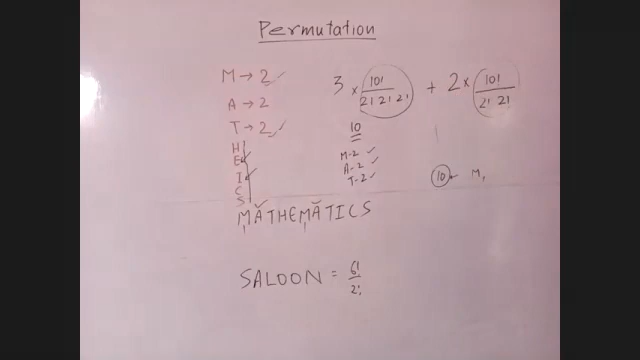 Permutation
M → 2 ✓
A → 2
T → 2 ✓
H
E
I
C
S
3 × 10! / 2! 2! 2! + 2 × 10! / 2! 2!
10
M-2 ✓
A-2 ✓
T-2 ✓
10 M,
MATHEMATICS
SALOON = 6! / 2!